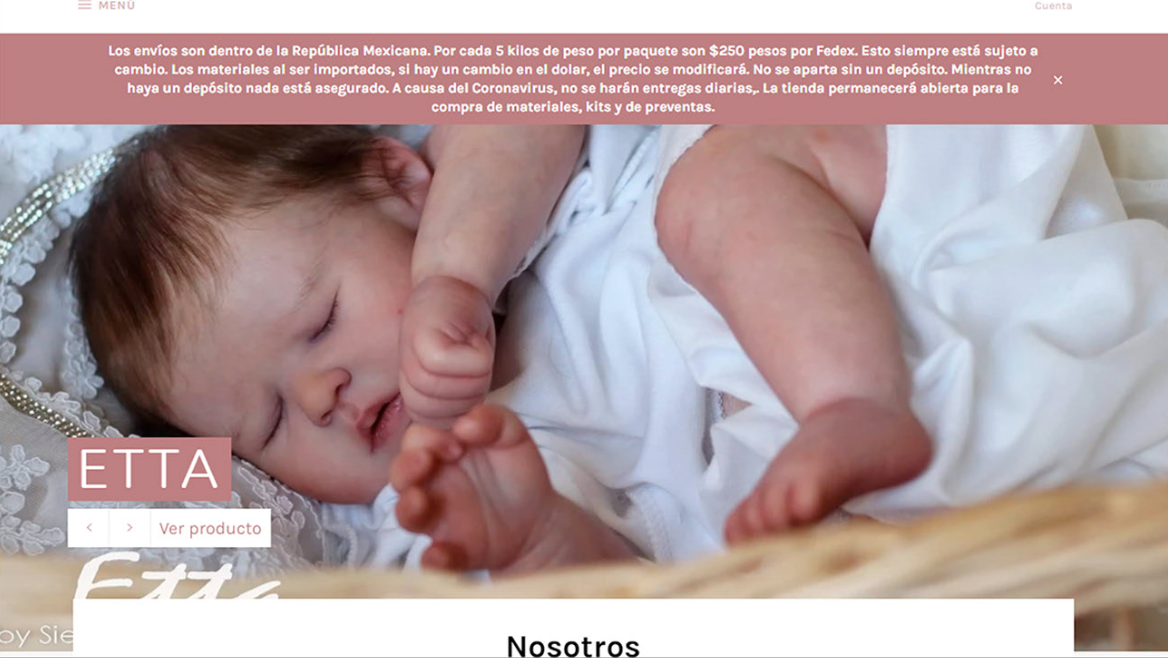 MENÚ
Cuenta
Los envíos son dentro de la República Mexicana. Por cada 5 kilos de peso por paquete son $250 pesos por Fedex. Esto siempre está sujeto a
cambio. Los materiales al ser importados, si hay un cambio en el dolar, el precio se modificará. No se aparta sin un depósito. Mientras no
haya un depósito nada está asegurado. A causa del Coronavirus, no se harán entregas diarias,. La tienda permanecerá abierta para la
compra de materiales, kits y de preventas.
ETTA
Ver producto
Etta
by Sie
Nosotros